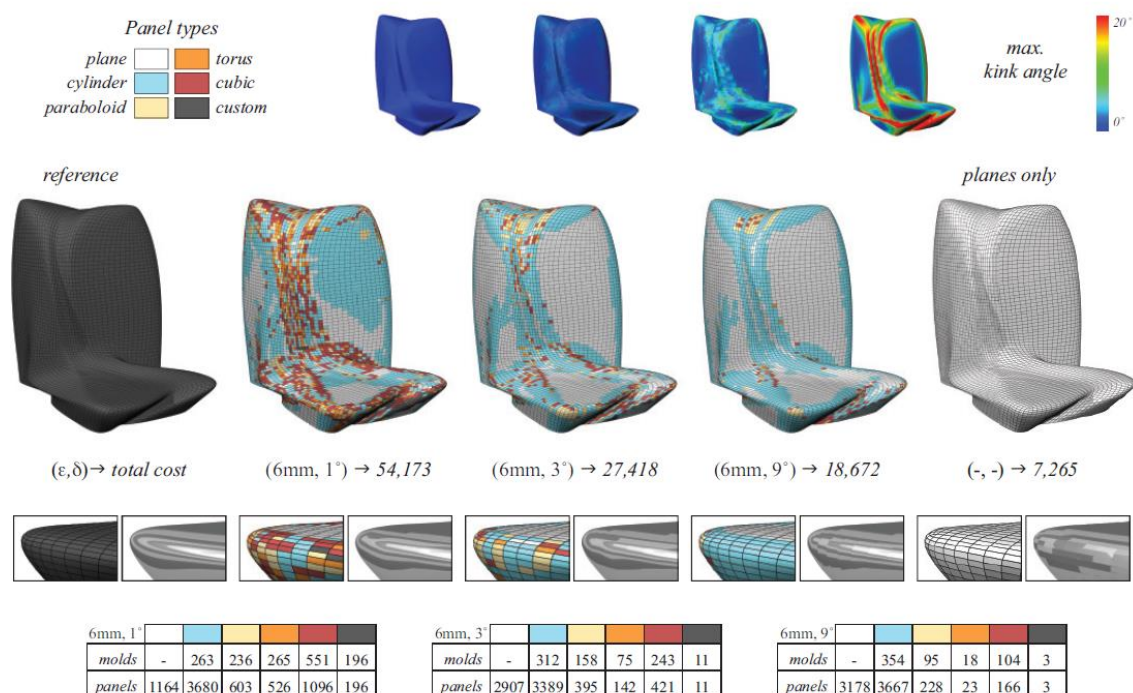 Panel types
plane torus
cylinder cubic
paraboloid custom
max.
kink angle
20°
0°
reference
planes only
(ε,δ)→ total cost
(6mm, 1°) → 54,173
(6mm, 3°) → 27,418
(6mm, 9°) → 18,672
(-, -) → 7,265
6mm, 1°
molds - 263 236 265 551 196
panels 1164 3680 603 526 1096 196
6mm, 3°
molds - 312 158 75 243 11
panels 2907 3389 395 142 421 11
6mm, 9°
molds - 354 95 18 104 3
panels 3178 3667 228 23 166 3